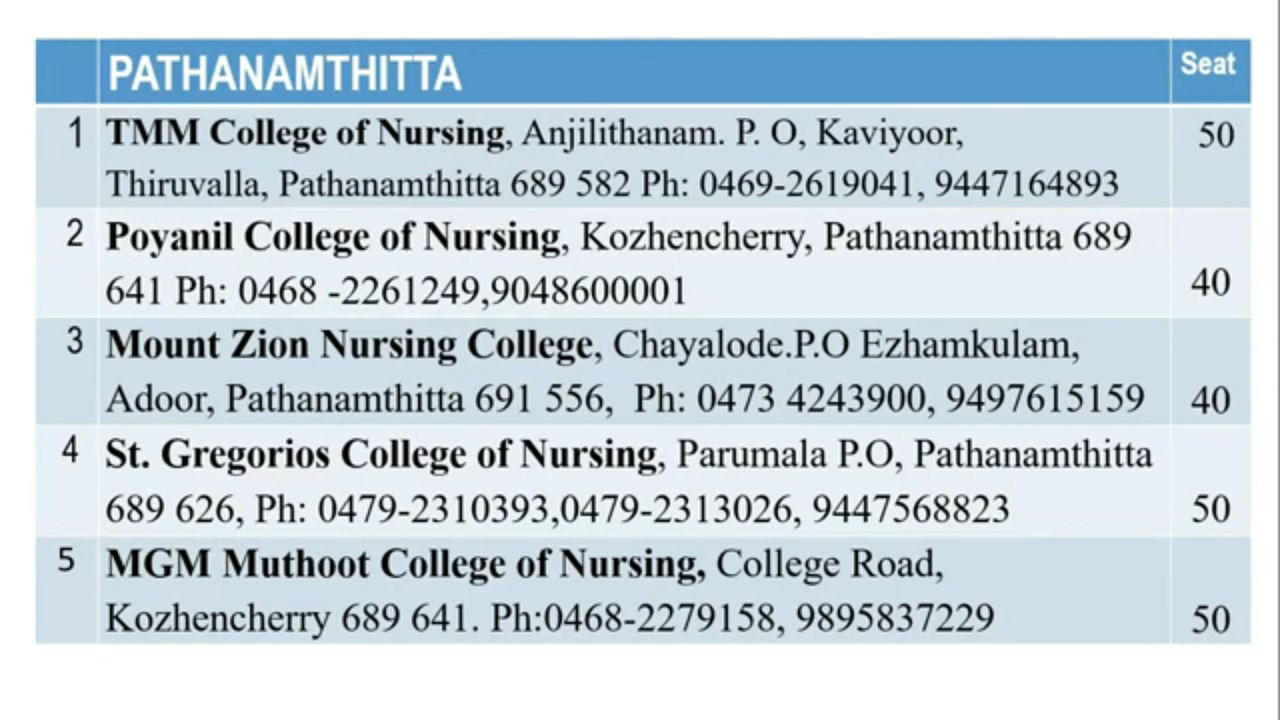 PATHANAMTHITTA Seat
1 TMM College of Nursing, Anjilithanam. P. O, Kaviyoor, 50
Thiruvalla, Pathanamthitta 689 582 Ph: 0469-2619041, 9447164893
2 Poyanil College of Nursing, Kozhencherry, Pathanamthitta 689
641 Ph: 0468 -2261249,9048600001 40
3 Mount Zion Nursing College, Chayalode.P.O Ezhamkulam,
Adoor, Pathanamthitta 691 556, Ph: 0473 4243900, 9497615159 40
4 St. Gregorios College of Nursing, Parumala P.O, Pathanamthitta
689 626, Ph: 0479-2310393,0479-2313026, 9447568823 50
5 MGM Muthoot College of Nursing, College Road,
Kozhencherry 689 641. Ph:0468-2279158, 9895837229 50